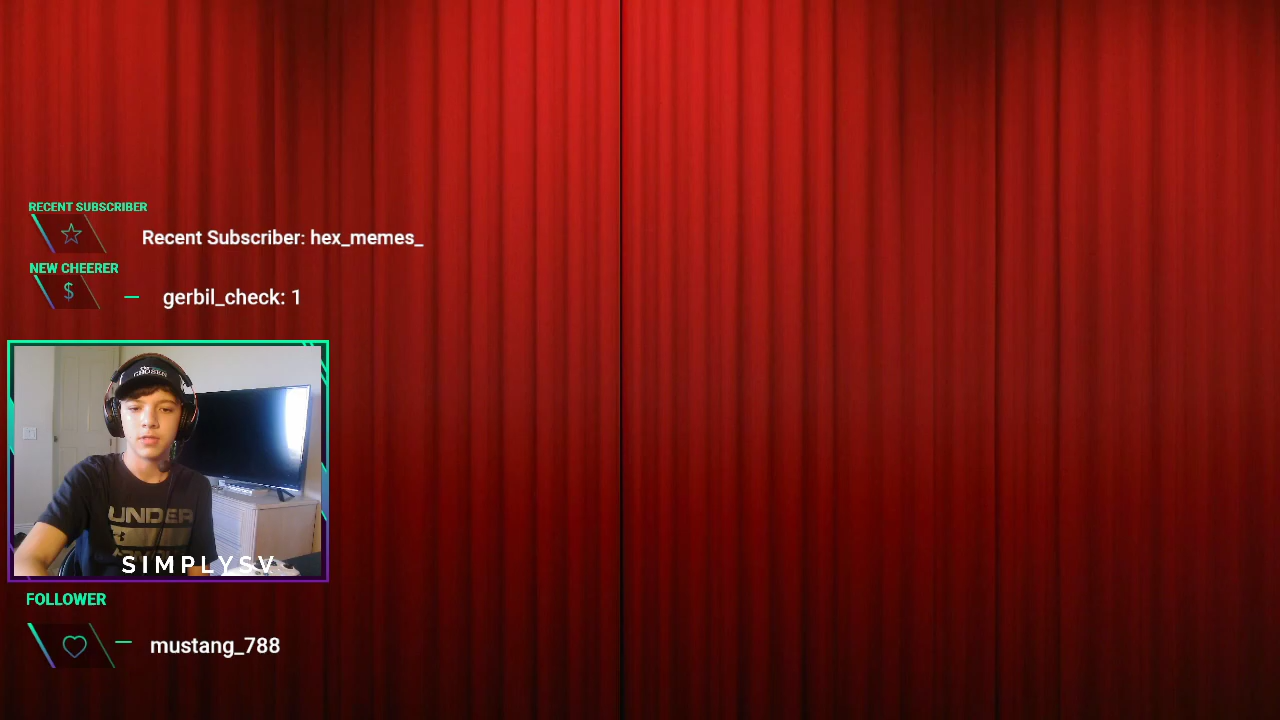 RECENT SUBSCRIBER
Recent Subscriber: hex_memes_
NEW CHEERER
$
gerbil_check: 1
UNDER
SIMPLYSV
FOLLOWER
mustang_788